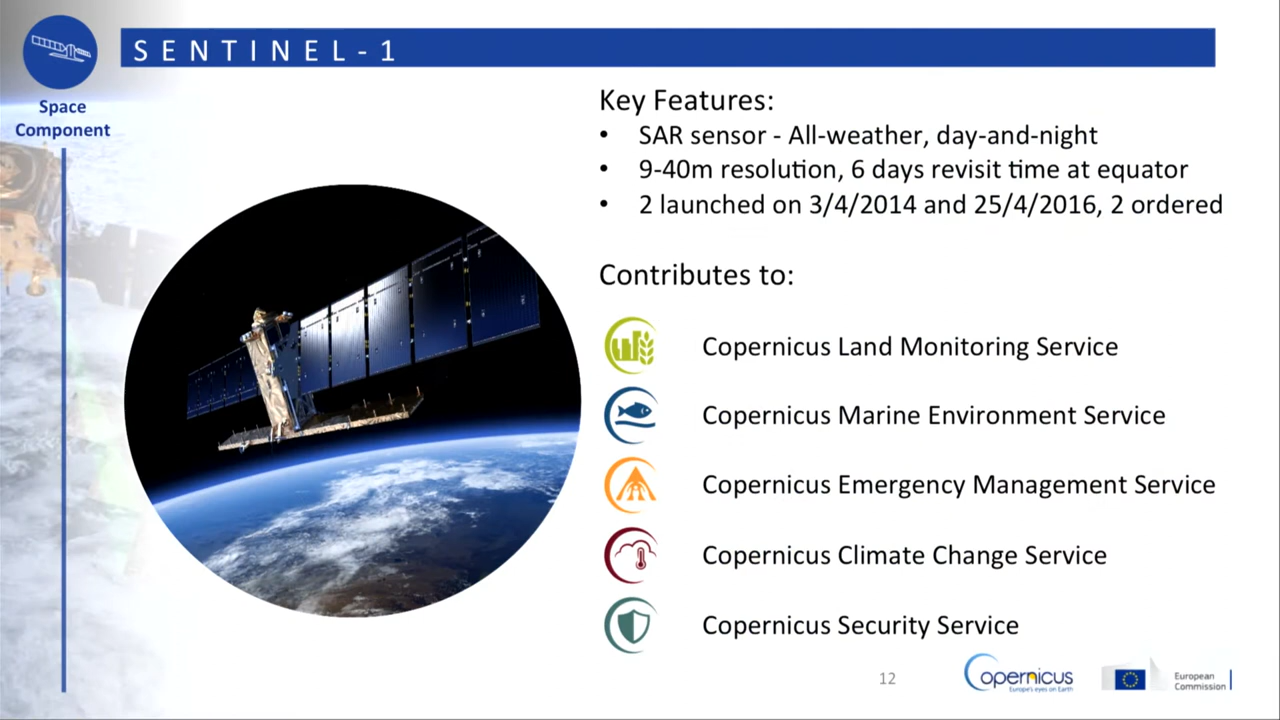 SENTINEL-1
Space
Component
Key Features:
• SAR sensor - All-weather, day-and-night
• 9-40m resolution, 6 days revisit time at equator
• 2 launched on 3/4/2014 and 25/4/2016, 2 ordered
Contributes to:
Copernicus Land Monitoring Service
Copernicus Marine Environment Service
Copernicus Emergency Management Service
Copernicus Climate Change Service
Copernicus Security Service
12
Copernicus
Europe's eyes on Earth
European
Commission